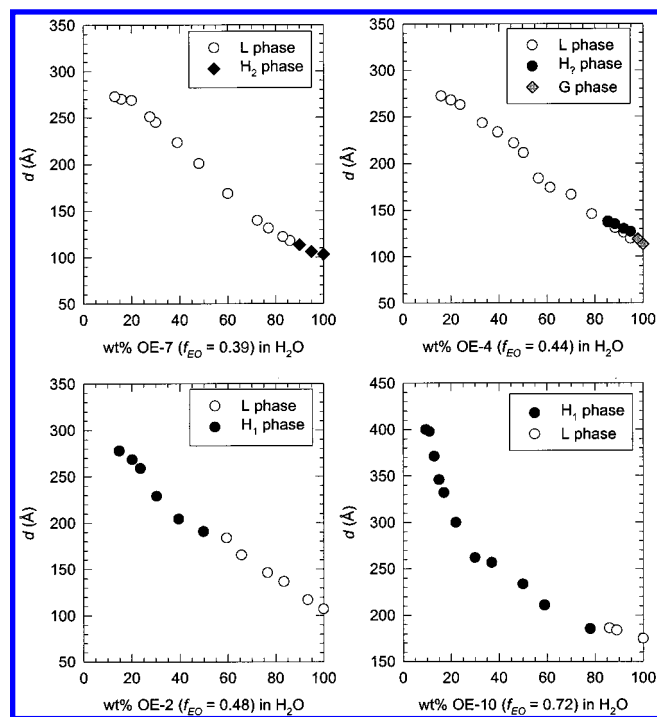 L phase
H₂ phase
350
300
250
200
150
100
50
d (Å)
0 20 40 60 80 100
wt% OE-7 (fEO = 0.39) in H₂O
L phase
H? phase
G phase
350
300
250
200
150
100
50
d (Å)
0 20 40 60 80 100
wt% OE-4 (fEO = 0.44) in H₂O
L phase
H₁ phase
350
300
250
200
150
100
50
d (Å)
0 20 40 60 80 100
wt% OE-2 (fEO = 0.48) in H₂O
H₁ phase
L phase
450
400
350
300
250
200
150
d (Å)
0 20 40 60 80 100
wt% OE-10 (fEO = 0.72) in H₂O